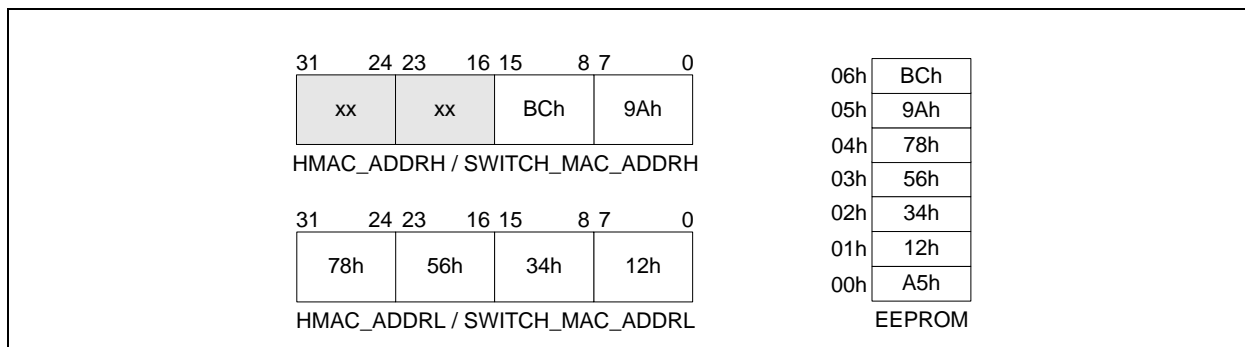 31 24 23 16 15 8 7 0
xx xx BCh 9Ah
HMAC_ADDRH / SWITCH_MAC_ADDRH
31 24 23 16 15 8 7 0
78h 56h 34h 12h
HMAC_ADDRL / SWITCH_MAC_ADDRL
06h BCh
05h 9Ah
04h 78h
03h 56h
02h 34h
01h 12h
00h A5h
EEPROM